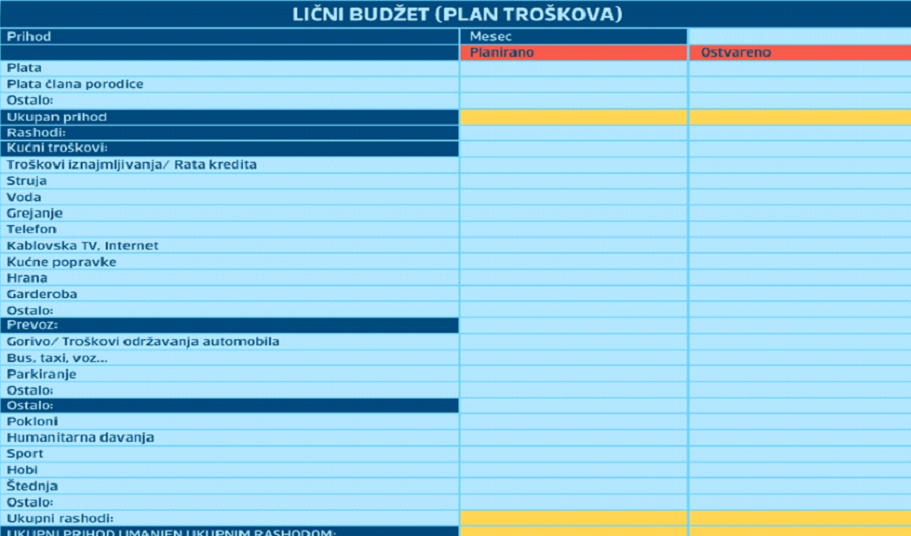 LIČNI BUDŽET (PLAN TROŠKOVA)
Prihod Mesec
Planirano Ostvareno
Plata
Plata člana porodice
Ostalo:
Ukupan prihod
Rashodi:
Kućni troškovi:
Troškovi iznajmljivanja/ Rata kredita
Struja
Voda
Grejanje
Telefon
Kablovska TV, Internet
Kućne popravke
Hrana
Garderoba
Ostalo:
Prevoz:
Gorivo/ Troškovi održavanja automobila
Bus, taxi, voz...
Parkiranje
Ostalo:
Ostalo:
Pokloni
Humanitarna davanja
Sport
Hobi
Štednja
Ostalo:
Ukupni rashodi:
UKUPNI PRIHOD UMANJEN UKUPNIM RASHODOM: